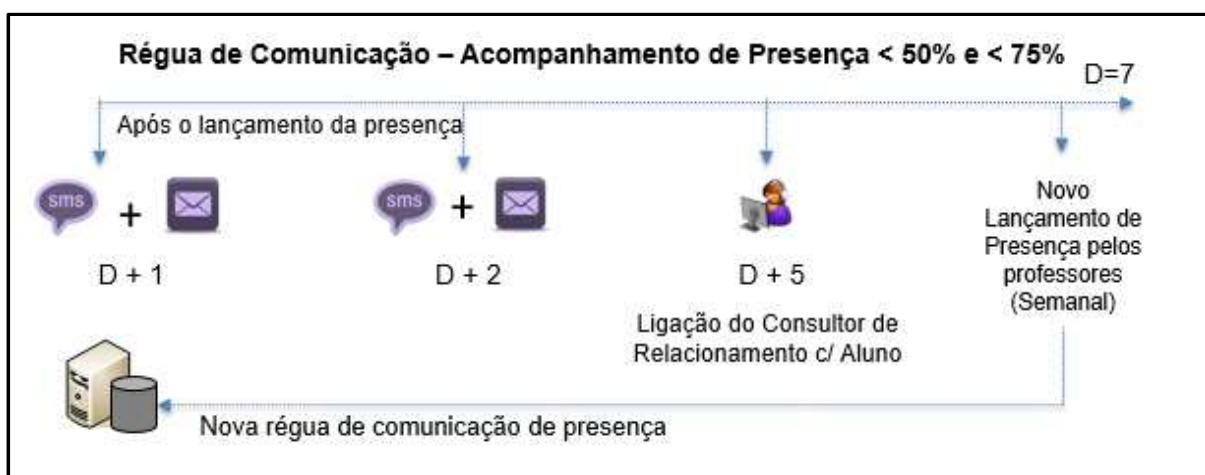 Régua de Comunicação – Acompanhamento de Presença < 50% e < 75%
D=7
Após o lançamento da presença
sms + 
sms +
D + 1
D + 2
D + 5
Ligação do Consultor de
Relacionamento c/ Aluno
Novo
Lançamento de
Presença pelos
professores
(Semanal)
Nova régua de comunicação de presença